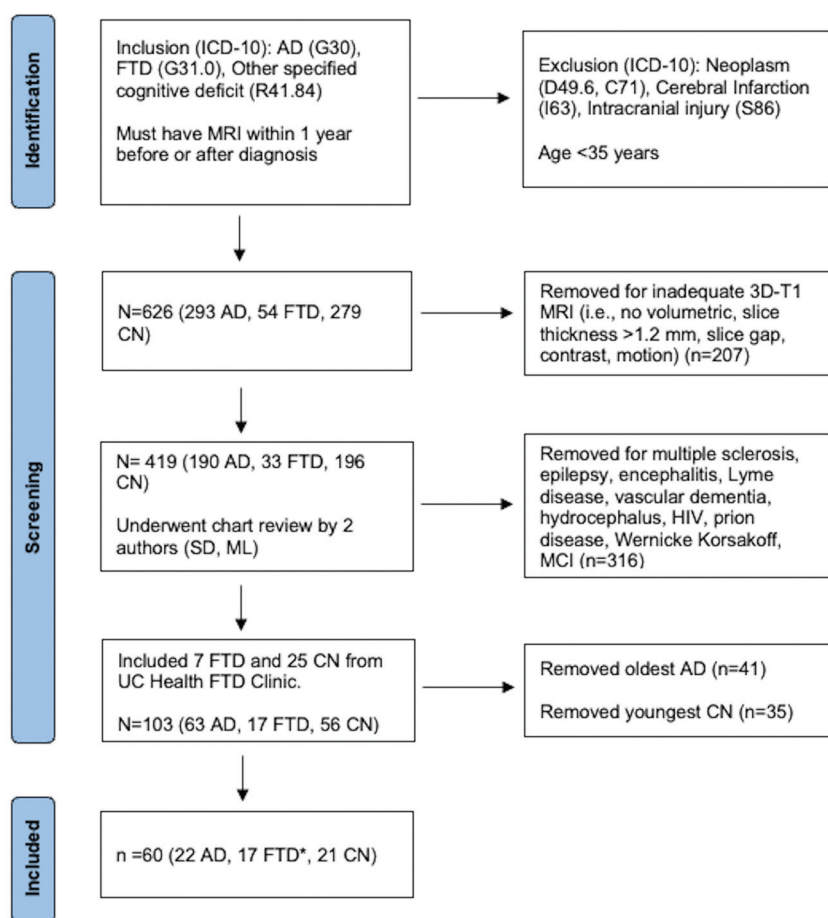 Identification
Inclusion (ICD-10): AD (G30),
FTD (G31.0), Other specified
cognitive deficit (R41.84)
Must have MRI within 1 year
before or after diagnosis
Exclusion (ICD-10): Neoplasm
(D49.6, C71), Cerebral Infarction
(I63), Intracranial injury (S86)
Age <35 years
Screening
N=626 (293 AD, 54 FTD, 279
CN)
Removed for inadequate 3D-T1
MRI (i.e., no volumetric, slice
thickness >1.2 mm, slice gap,
contrast, motion) (n=207)
N= 419 (190 AD, 33 FTD, 196
CN)
Underwent chart review by 2
authors (SD, ML)
Removed for multiple sclerosis,
epilepsy, encephalitis, Lyme
disease, vascular dementia,
hydrocephalus, HIV, prion
disease, Wernicke Korsakoff,
MCI (n=316)
Included 7 FTD and 25 CN from
UC Health FTD Clinic.
N=103 (63 AD, 17 FTD, 56 CN)
Removed oldest AD (n=41)
Removed youngest CN (n=35)
Included
n =60 (22 AD, 17 FTD*, 21 CN)